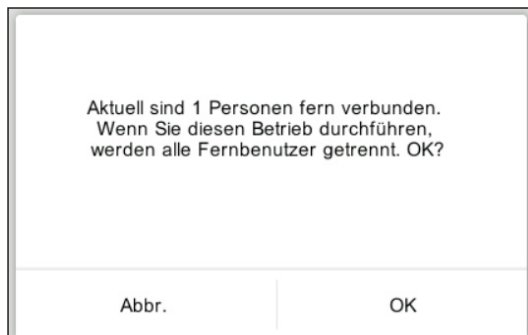 Aktuell sind 1 Personen fern verbunden.
Wenn Sie diesen Betrieb durchführen,
werden alle Fernbenutzer getrennt. OK?
Abbr.
OK